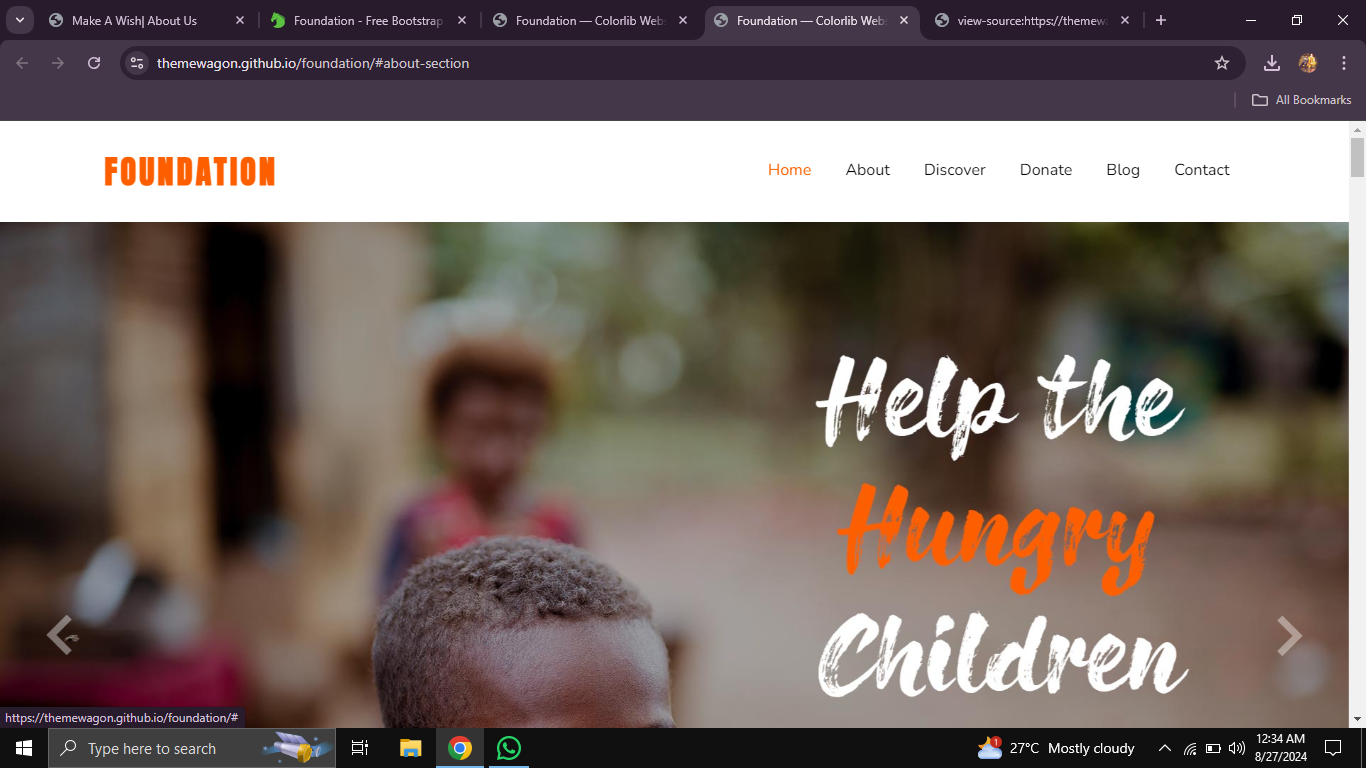 Make A Wish| About Us
Foundation - Free Bootstrap
Foundation — Colorlib Web
Foundation — Colorlib Web
view-source:https://themewa
themewagon.github.io/foundation/#about-section
All Bookmarks
FOUNDATION
Home About Discover Donate Blog Contact
Help the
Hungry
Children
https://themewagon.github.io/foundation/#
Type here to search
1
27°C Mostly cloudy
12:34 AM
8/27/2024